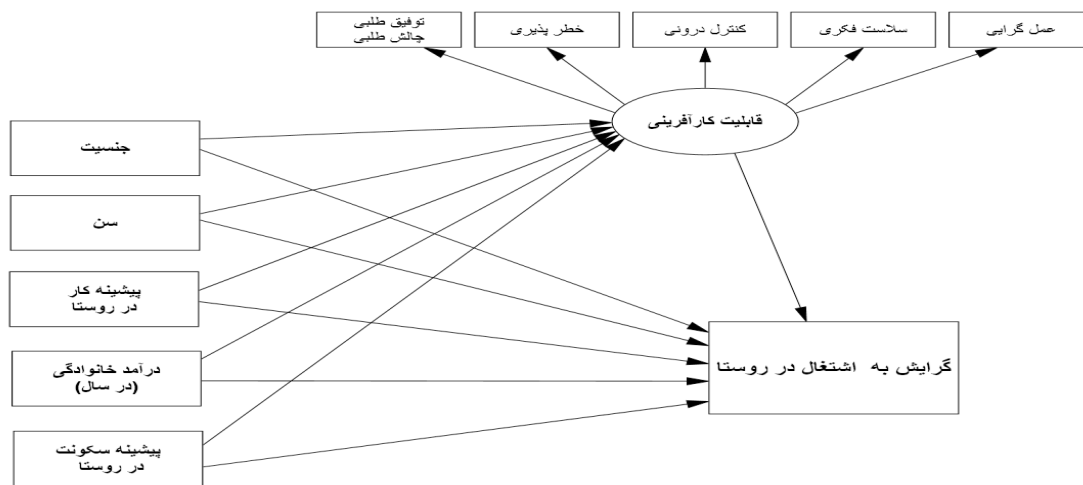 توفیق طلبی
چالش طلبی
خطر پذیری
کنترل درونی
سلاست فکری
عمل گرایی
قابلیت کارآفرینی
جنسیت
سن
پیشینه کار
در روستا
درآمد خانوادگی
(در سال)
پیشینه سکونت
در روستا
گرایش به اشتغال در روستا